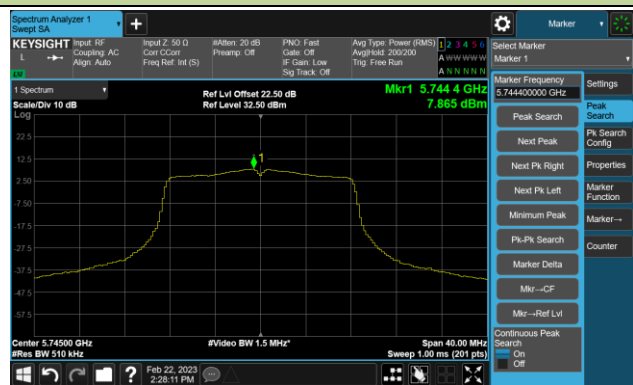 Spectrum Analyzer 1
Swept SA
+
Marker
KEYSIGHT
L
LM
Input: RF
Coupling: AC
Align: Auto
Input Z: 50 Ω
Corr CCorr
Freq Ref: Int (S)
#Atten: 20 dB
Preamp: Off
PNO: Fast
Gate: Off
IF Gain: Low
Sig Track: Off
Avg Type: Power (RMS)
Avg|Hold: 200/200
Trig: Free Run
1 2 3 4 5 6
A W W W W W
A N N N N N
Select Marker
Marker 1
1 Spectrum
Scale/Div 10 dB
Log
Ref Lvl Offset 22.50 dB
Ref Level 32.50 dBm
Mkr1 5.744 4 GHz
7.865 dBm
22.5
12.5
2.50
-7.50
-17.5
-27.5
-37.5
-47.5
-57.5
1
Center 5.74500 GHz
#Res BW 510 kHz
#Video BW 1.5 MHz*
Span 40.00 MHz
Sweep 1.00 ms (201 pts)
Marker Frequency
5.744400000 GHz
Peak Search
Next Peak
Next Pk Right
Next Pk Left
Minimum Peak
Pk-Pk Search
Marker Delta
Mkr→CF
Mkr→Ref Lvl
Continuous Peak
Search
On
Off
Settings
Peak
Search
Pk Search
Config
Properties
Marker
Function
Marker→
Counter
?
Feb 22, 2023
2:28:11 PM